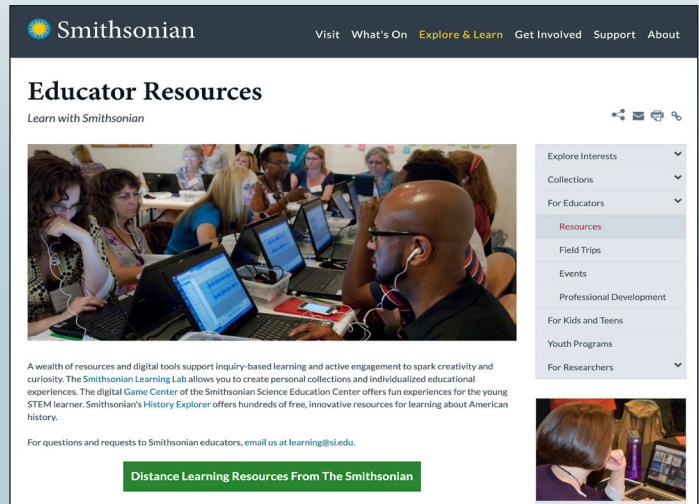 Smithsonian
Visit What's On Explore & Learn Get Involved Support About
Educator Resources
Learn with Smithsonian
Explore Interests
Collections
For Educators
Resources
Field Trips
Events
Professional Development
For Kids and Teens
Youth Programs
For Researchers
A wealth of resources and digital tools support inquiry-based learning and active engagement to spark creativity and
curiosity. The Smithsonian Learning Lab allows you to create personal collections and individualized educational
experiences. The digital Game Center of the Smithsonian Science Education Center offers fun experiences for the young
STEM learner. Smithsonian's History Explorer offers hundreds of free, innovative resources for learning about American
history.
For questions and requests to Smithsonian educators, email us at learning@si.edu.
Distance Learning Resources From The Smithsonian